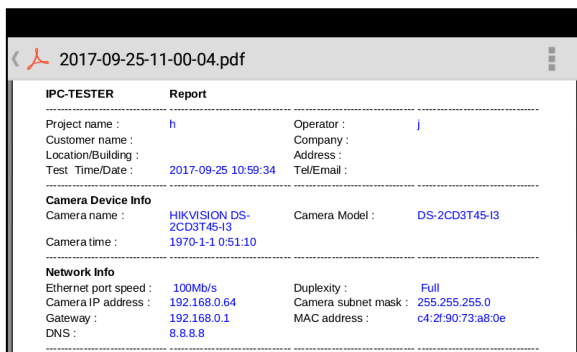 2017-09-25-11-00-04.pdf
IPC-TESTER Report
Project name : h Operator : j
Customer name : Company :
Location/Building : Address :
Test Time/Date : 2017-09-25 10:59:34 Tel/Email :
Camera Device Info
Camera name : HIKVISION DS-2CD3T45-I3 Camera Model : DS-2CD3T45-I3
Camera time : 1970-1-1 0:51:10
Network Info
Ethernet port speed : 100Mb/s Duplexity : Full
Camera IP address : 192.168.0.64 Camera subnet mask : 255.255.255.0
Gateway : 192.168.0.1 MAC address : c4:2f:90:73:a8:0e
DNS : 8.8.8.8